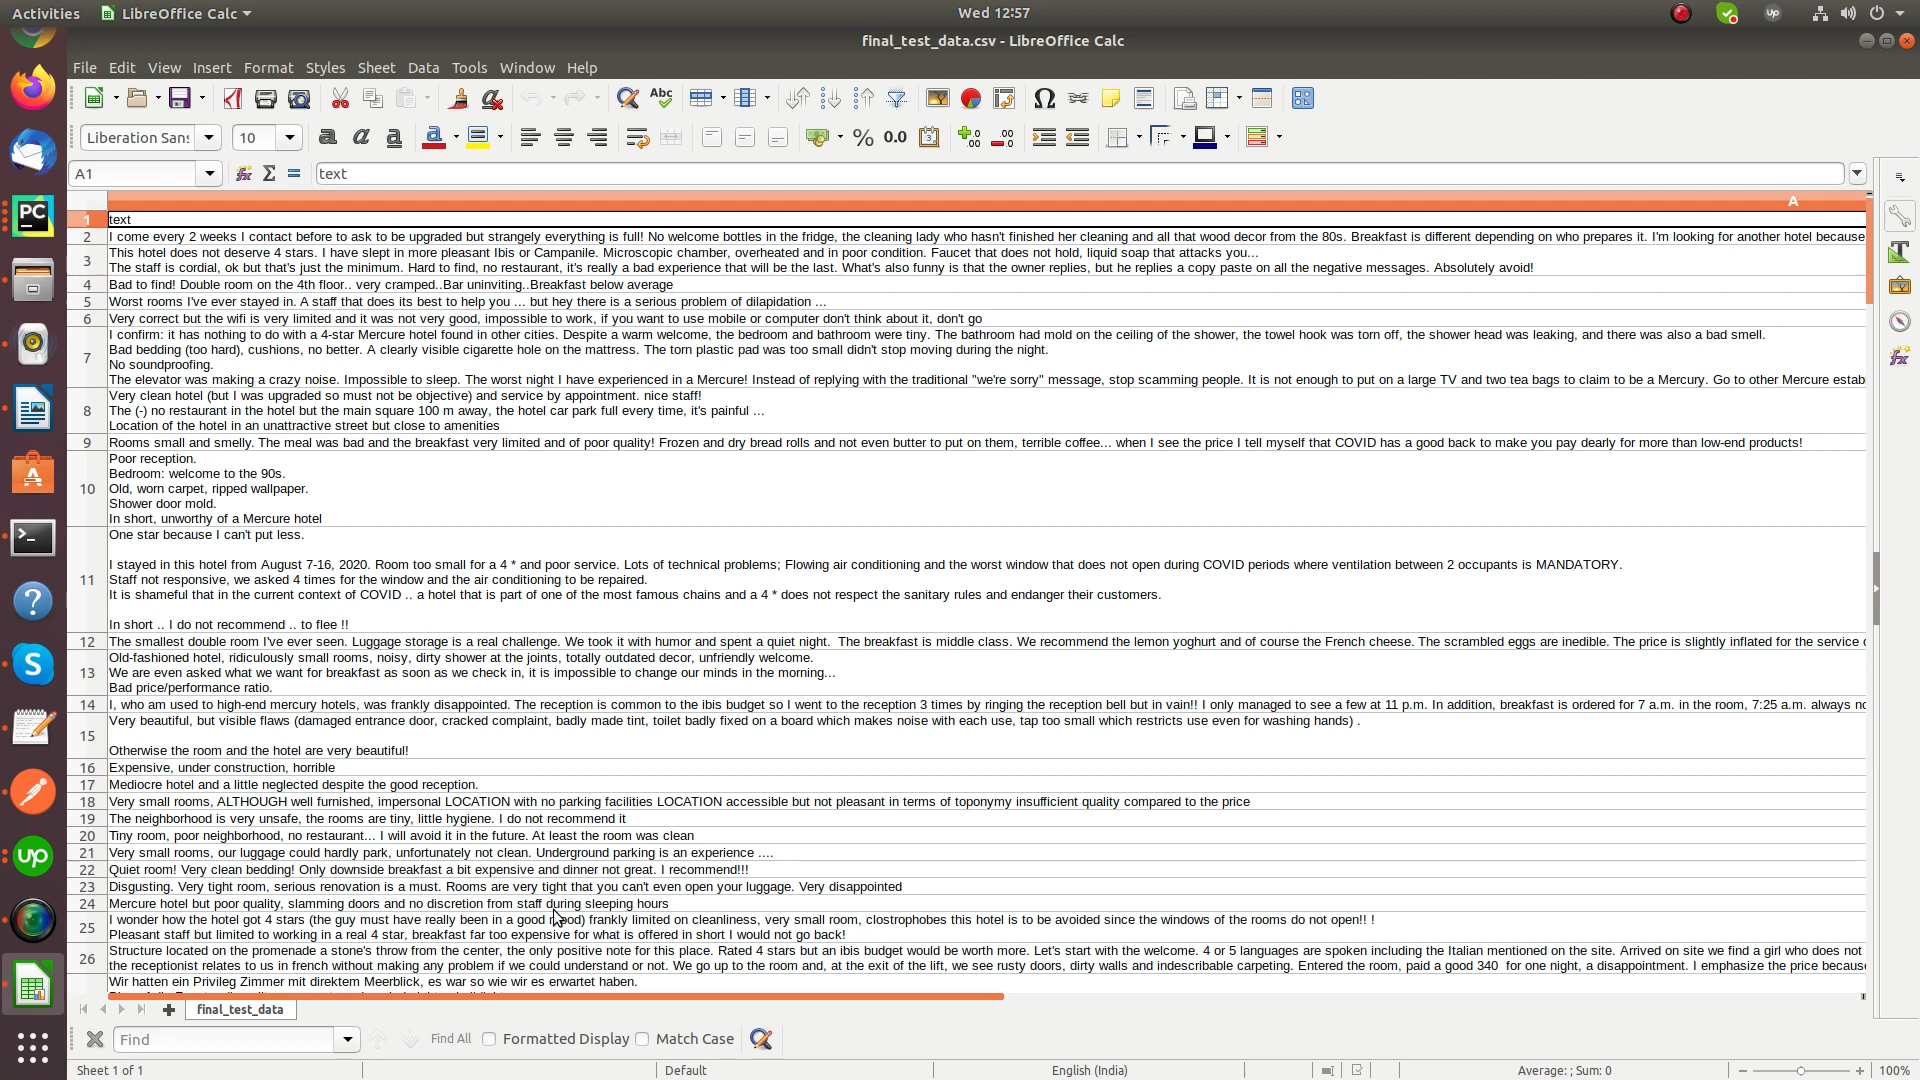 Activities LibreOffice Calc Wed 12:57
final_test_data.csv - LibreOffice Calc
File Edit View Insert Format Styles Sheet Data Tools Window Help
Liberation Sans 10
A1 text
A
1 text
2 I come every 2 weeks I contact before to ask to be upgraded but strangely everything is full! No welcome bottles in the fridge, the cleaning lady who hasn't finished her cleaning and all that wood decor from the 80s. Breakfast is different depending on who prepares it. I'm looking for another hotel because
3 This hotel does not deserve 4 stars. I have slept in more pleasant Ibis or Campanile. Microscopic chamber, overheated and in poor condition. Faucet that does not hold, liquid soap that attacks you...
The staff is cordial, ok but that's just the minimum. Hard to find, no restaurant, it's really a bad experience that will be the last. What's also funny is that the owner replies, but he replies a copy paste on all the negative messages. Absolutely avoid!
4 Bad to find! Double room on the 4th floor.. very cramped..Bar uninviting..Breakfast below average
5 Worst rooms I've ever stayed in. A staff that does its best to help you ... but hey there is a serious problem of dilapidation ...
6 Very correct but the wifi is very limited and it was not very good, impossible to work, if you want to use mobile or computer don't think about it, don't go
7 I confirm: it has nothing to do with a 4-star Mercure hotel found in other cities. Despite a warm welcome, the bedroom and bathroom were tiny. The bathroom had mold on the ceiling of the shower, the towel hook was torn off, the shower head was leaking, and there was also a bad smell.
Bad bedding (too hard), cushions, no better. A clearly visible cigarette hole on the mattress. The torn plastic pad was too small didn't stop moving during the night.
No soundproofing.
The elevator was making a crazy noise. Impossible to sleep. The worst night I have experienced in a Mercure! Instead of replying with the traditional "we're sorry" message, stop scamming people. It is not enough to put on a large TV and two tea bags to claim to be a Mercury. Go to other Mercure estab
8 Very clean hotel (but I was upgraded so must not be objective) and service by appointment. nice staff!
The (-) no restaurant in the hotel but the main square 100 m away, the hotel car park full every time, it's painful ...
Location of the hotel in an unattractive street but close to amenities
9 Rooms small and smelly. The meal was bad and the breakfast very limited and of poor quality! Frozen and dry bread rolls and not even butter to put on them, terrible coffee... when I see the price I tell myself that COVID has a good back to make you pay dearly for more than low-end products!
10 Poor reception.
Bedroom: welcome to the 90s.
Old, worn carpet, ripped wallpaper.
Shower door mold.
In short, unworthy of a Mercure hotel
11 One star because I can't put less.
I stayed in this hotel from August 7-16, 2020. Room too small for a 4 * and poor service. Lots of technical problems; Flowing air conditioning and the worst window that does not open during COVID periods where ventilation between 2 occupants is MANDATORY.
Staff not responsive, we asked 4 times for the window and the air conditioning to be repaired.
It is shameful that in the current context of COVID .. a hotel that is part of one of the most famous chains and a 4 * does not respect the sanitary rules and endanger their customers.
In short .. I do not recommend .. to flee !!
12 The smallest double room I've ever seen. Luggage storage is a real challenge. We took it with humor and spent a quiet night. The breakfast is middle class. We recommend the lemon yoghurt and of course the French cheese. The scrambled eggs are inedible. The price is slightly inflated for the service
13 Old-fashioned hotel, ridiculously small rooms, noisy, dirty shower at the joints, totally outdated decor, unfriendly welcome.
We are even asked what we want for breakfast as soon as we check in, it is impossible to change our minds in the morning...
Bad price/performance ratio.
14 I, who am used to high-end mercury hotels, was frankly disappointed. The reception is common to the ibis budget so I went to the reception 3 times by ringing the reception bell but in vain!! I only managed to see a few at 11 p.m. In addition, breakfast is ordered for 7 a.m. in the room, 7:25 a.m. always no
15 Very beautiful, but visible flaws (damaged entrance door, cracked complaint, badly made tint, toilet badly fixed on a board which makes noise with each use, tap too small which restricts use even for washing hands) .
Otherwise the room and the hotel are very beautiful!
16 Expensive, under construction, horrible
17 Mediocre hotel and a little neglected despite the good reception.
18 Very small rooms, ALTHOUGH well furnished, impersonal LOCATION with no parking facilities LOCATION accessible but not pleasant in terms of toponymy insufficient quality compared to the price
19 The neighborhood is very unsafe, the rooms are tiny, little hygiene. I do not recommend it
20 Tiny room, poor neighborhood, no restaurant... I will avoid it in the future. At least the room was clean
21 Very small rooms, our luggage could hardly park, unfortunately not clean. Underground parking is an experience ....
22 Quiet room! Very clean bedding! Only downside breakfast a bit expensive and dinner not great. I recommend!!!
23 Disgusting. Very tight room, serious renovation is a must. Rooms are very tight that you can't even open your luggage. Very disappointed
24 Mercure hotel but poor quality, slamming doors and no discretion from staff during sleeping hours
25 I wonder how the hotel got 4 stars (the guy must have really been in a good mood) frankly limited on cleanliness, very small room, clostrophobes this hotel is to be avoided since the windows of the rooms do not open!! !
Pleasant staff but limited to working in a real 4 star, breakfast far too expensive for what is offered in short I would not go back!
26 Structure located on the promenade a stone's throw from the center, the only positive note for this place. Rated 4 stars but an ibis budget would be worth more. Let's start with the welcome. 4 or 5 languages are spoken including the Italian mentioned on the site. Arrived on site we find a girl who does not
the receptionist relates to us in french without making any problem if we could understand or not. We go up to the room and, at the exit of the lift, we see rusty doors, dirty walls and indescribable carpeting. Entered the room, paid a good 340 for one night, a disappointment. I emphasize the price because
Wir hatten ein Privileg Zimmer mit direktem Meerblick, es war so wie wir es erwartet haben.
final_test_data
Find Find All Formatted Display Match Case
Sheet 1 of 1 Default English (India) Average: ; Sum: 0 100%